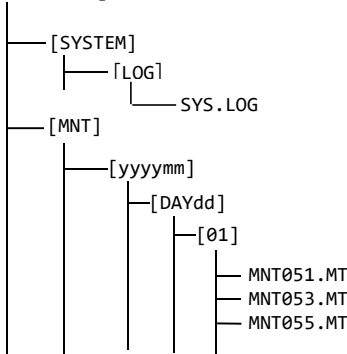 [SYSTEM]
[LOG]
SYS.LOG
[MNT]
[yyyymm]
[DAYdd]
[01]
MNT051.MT
MNT053.MT
MNT055.MT